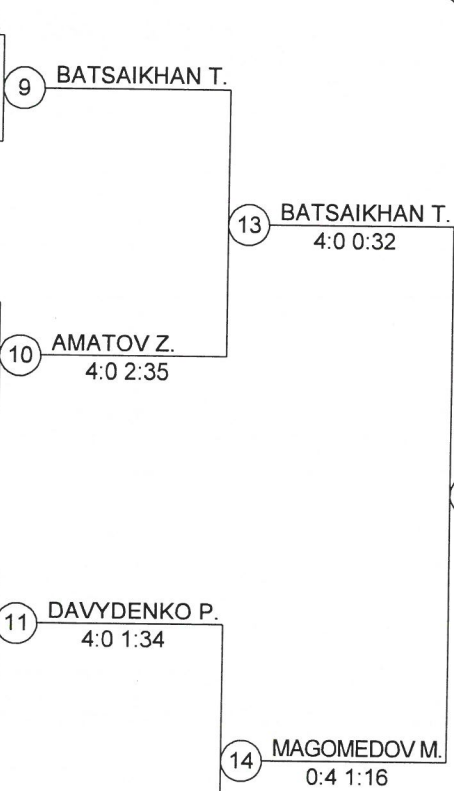 9 BATSAIKHAN T.
13 BATSAIKHAN T.
4:0 0:32
10 AMATOV Z.
4:0 2:35
11 DAVYDENKO P.
4:0 1:34
14 MAGOMEDOV M.
0:4 1:16